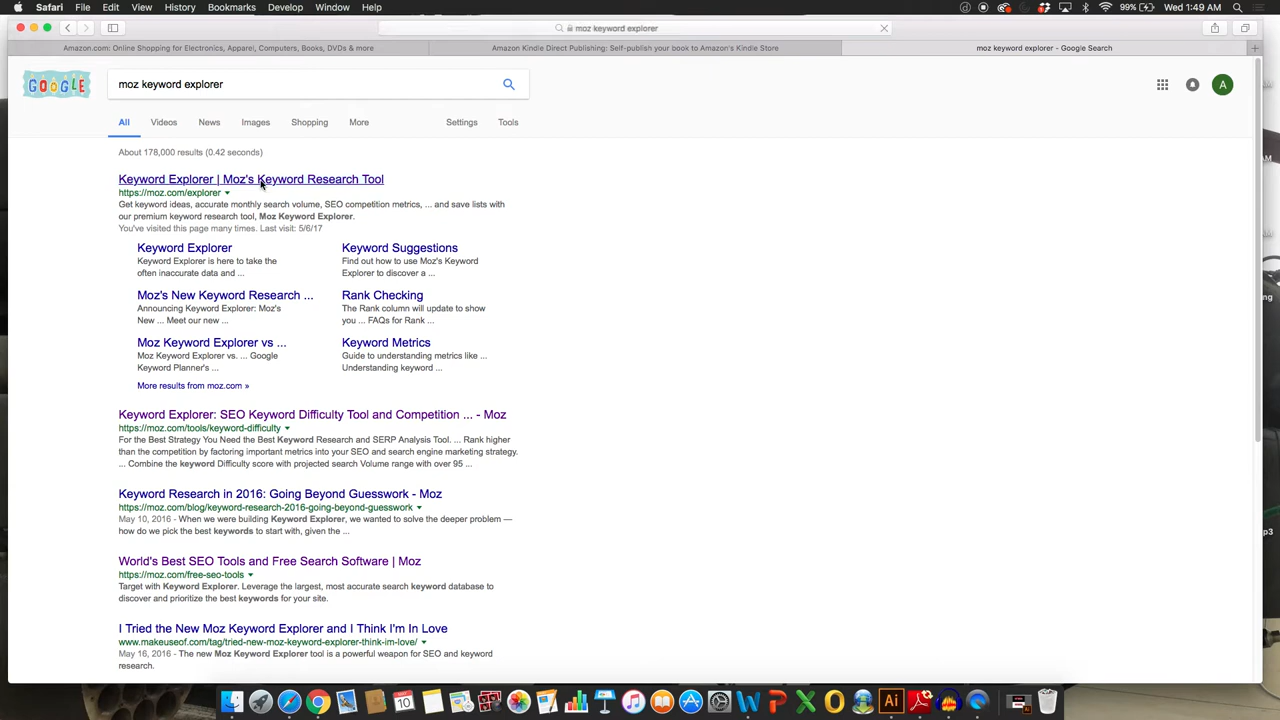 Safari File Edit View History Bookmarks Develop Window Help
99% Wed 1:49 AM
moz keyword explorer
Amazon.com: Online Shopping for Electronics, Apparel, Computers, Books, DVDs & more
Amazon Kindle Direct Publishing: Self-publish your book to Amazon's Kindle Store
moz keyword explorer - Google Search
GOOGLE
moz keyword explorer
A
All Videos News Images Shopping More Settings Tools
About 178,000 results (0.42 seconds)
Keyword Explorer | Moz's Keyword Research Tool
https://moz.com/explorer
Get keyword ideas, accurate monthly search volume, SEO competition metrics, ... and save lists with
our premium keyword research tool, Moz Keyword Explorer.
You've visited this page many times. Last visit: 5/6/17
Keyword Explorer
Keyword Explorer is here to take the
often inaccurate data and ...
Keyword Suggestions
Find out how to use Moz's Keyword
Explorer to discover a ...
Moz's New Keyword Research ...
Announcing Keyword Explorer: Moz's
New ... Meet our new ...
Rank Checking
The Rank column will update to show
you ... FAQs for Rank ...
Moz Keyword Explorer vs ...
Moz Keyword Explorer vs. ... Google
Keyword Planner's ...
Keyword Metrics
Guide to understanding metrics like ...
Understanding keyword ...
More results from moz.com »
Keyword Explorer: SEO Keyword Difficulty Tool and Competition ... - Moz
https://moz.com/tools/keyword-difficulty
For the Best Strategy You Need the Best Keyword Research and SERP Analysis Tool. ... Rank higher
than the competition by factoring important metrics into your SEO and search engine marketing strategy.
... Combine the keyword Difficulty score with projected search Volume range with over 95 ...
Keyword Research in 2016: Going Beyond Guesswork - Moz
https://moz.com/blog/keyword-research-2016-going-beyond-guesswork
May 10, 2016 - When we were building Keyword Explorer, we wanted to solve the deeper problem —
how do we pick the best keywords to start with, given the ...
World's Best SEO Tools and Free Search Software | Moz
https://moz.com/free-seo-tools
Target with Keyword Explorer. Leverage the largest, most accurate search keyword database to
discover and prioritize the best keywords for your site.
I Tried the New Moz Keyword Explorer and I Think I'm In Love
www.makeuseof.com/tag/tried-new-moz-keyword-explorer-think-im-love/
May 16, 2016 - The new Moz Keyword Explorer tool is a powerful weapon for SEO and keyword
research.
10
W P X O Ai